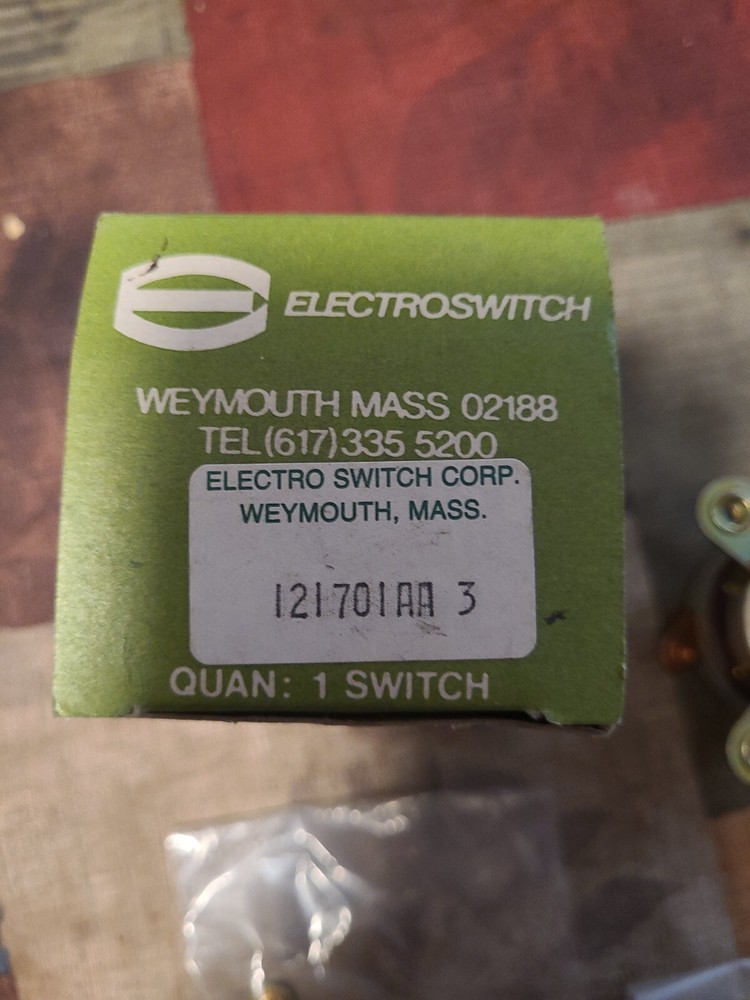 ELECTROSWITCH
WEYMOUTH MASS 02188
TEL(617)335 5200
ELECTRO SWITCH CORP.
WEYMOUTH, MASS.
121701AA 3
QUAN: 1 SWITCH